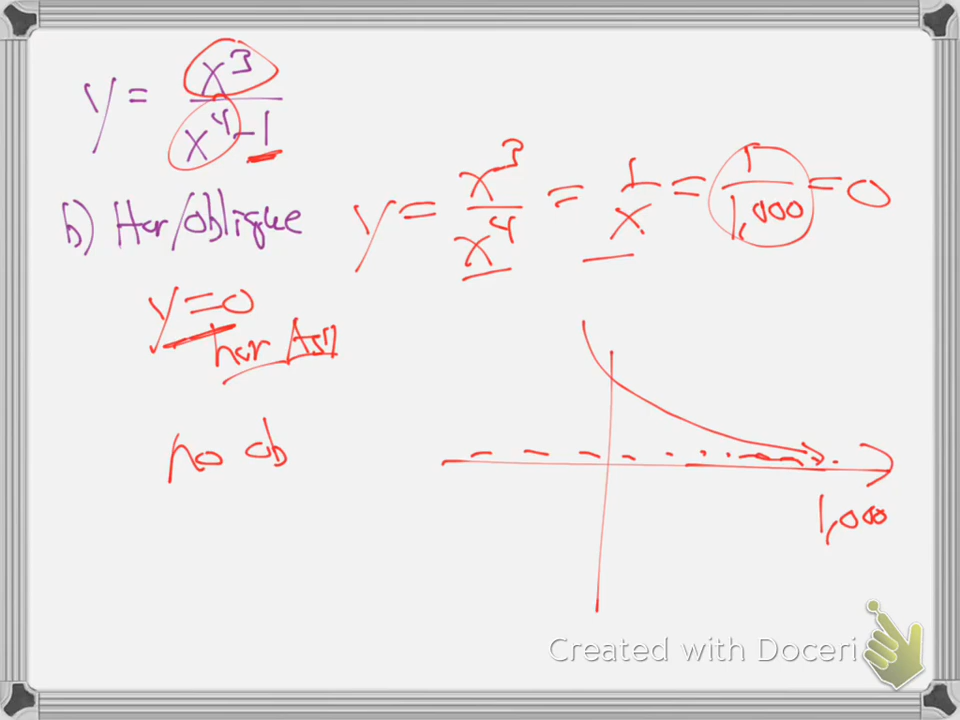 y = x³ / x⁴ - 1
b) Hor/oblique
y = x³ / x⁴ = 1 / x = 1 / 1,000 = 0
y = 0
hor Asy
no ob
1,000
Created with Doceri